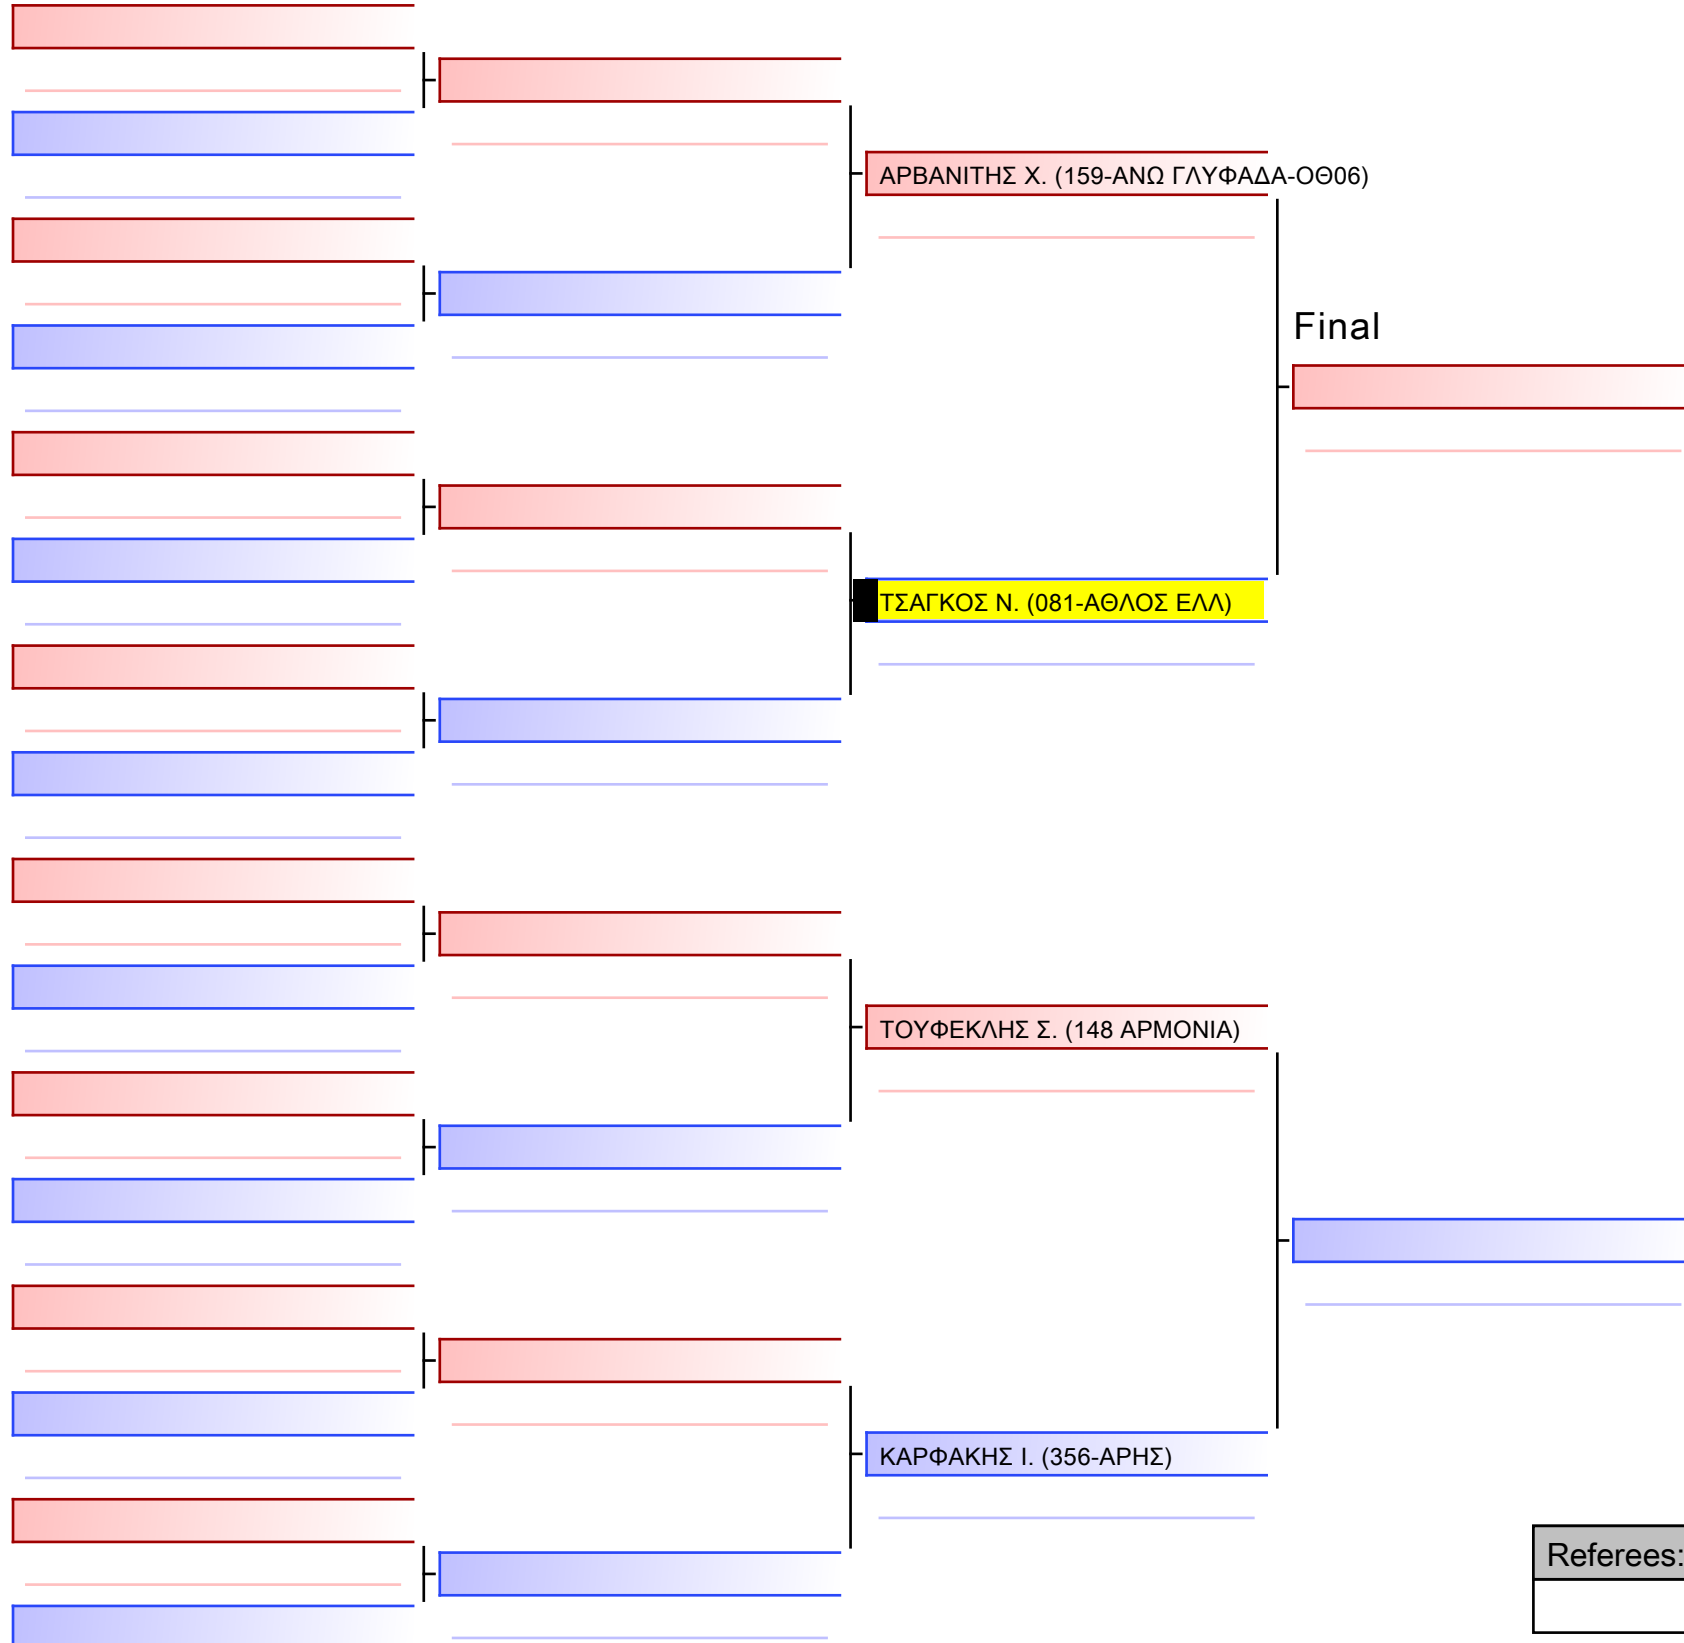 ΑΡΒΑΝΙΤΗΣ Χ. (159-ΑΝΩ ΓΛΥΦΑΔΑ-ΟΘ06)
Final
ΤΣΑΓΚΟΣ Ν. (081-ΑΘΛΟΣ ΕΛΛ)
ΤΟΥΦΕΚΛΗΣ Σ. (148 ΑΡΜΟΝΙΑ)
ΚΑΡΦΑΚΗΣ Ι. (356-ΑΡΗΣ)
Referees: